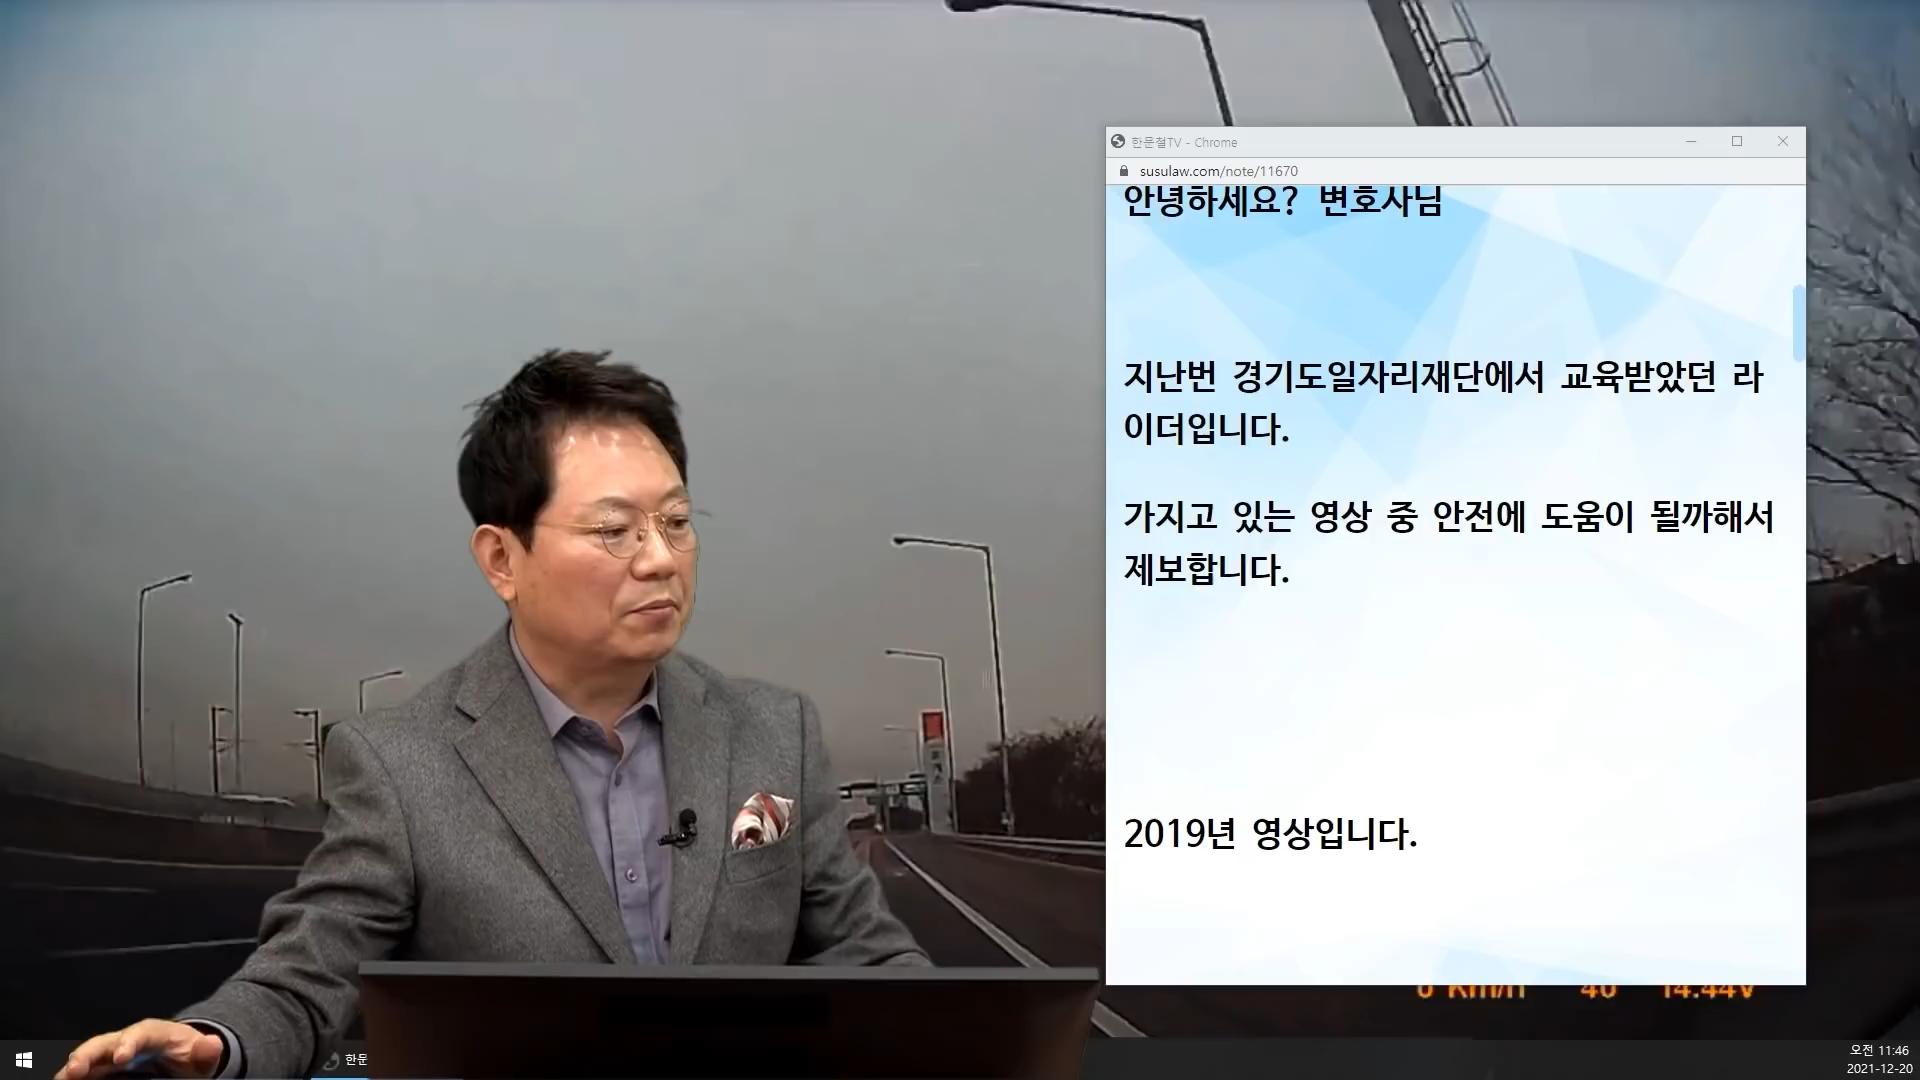 한문철TV - Chrome
susulaw.com/note/11670
안녕하세요? 변호사님
지난번 경기도일자리재단에서 교육받았던 라
이더입니다.
가지고 있는 영상 중 안전에 도움이 될까해서
제보합니다.
2019년 영상입니다.
0 Km/h 40 14.44V
한문
오전 11:46
2021-12-20